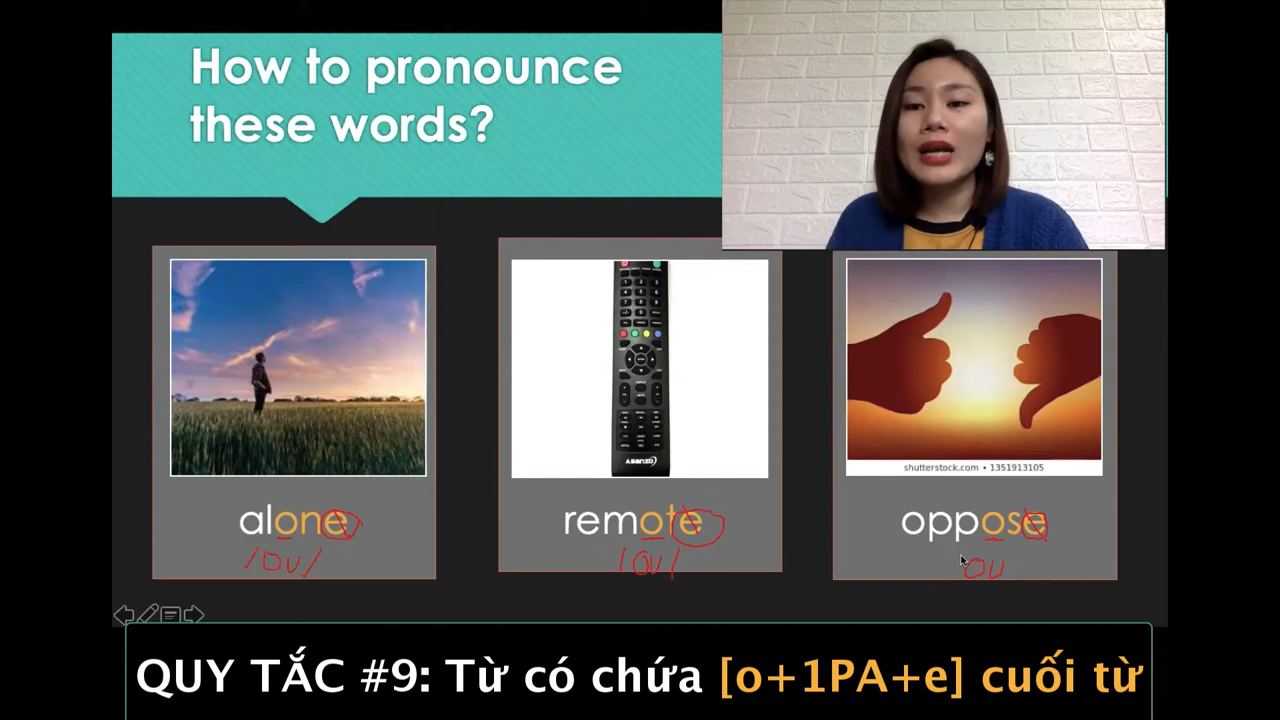 How to pronounce
these words?
ASANZO
shutterstock.com • 1351913105
alone
remote
oppose
/ou/
/ou/
ou
QUY TẮC #9: Từ có chứa [o+1PA+e] cuối từ